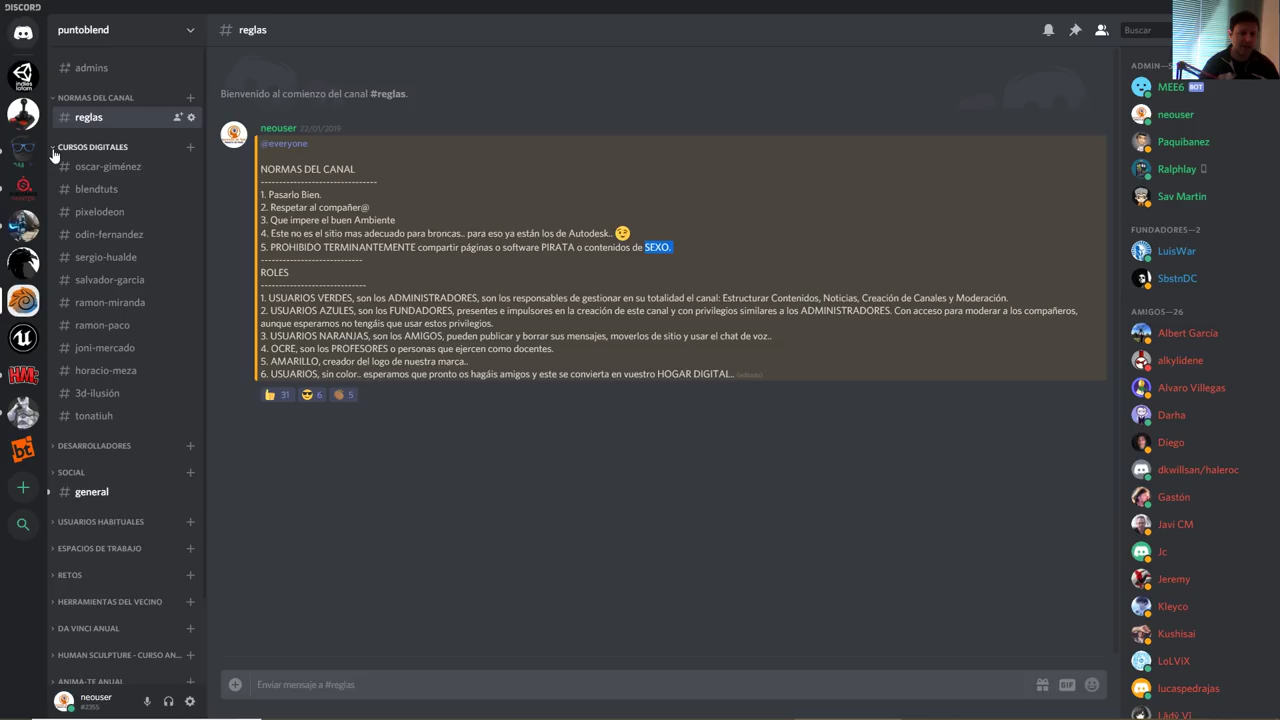 DISCORD
puntoblend
# reglas
Buscar
# admins
NORMAS DEL CANAL
# reglas
CURSOS DIGITALES
# oscar-giménez
# blendtuts
# pixelodeon
# odin-fernandez
# sergio-hualde
# salvador-garcia
# ramon-miranda
# ramon-paco
# joni-mercado
# horacio-meza
# 3d-ilusión
# tonatiuh
DESARROLLADORES
SOCIAL
# general
USUARIOS HABITUALES
ESPACIOS DE TRABAJO
RETOS
HERRAMIENTAS DEL VECINO
DA VINCI ANUAL
HUMAN SCULPTURE - CURSO AN...
ANIMA-TE ANUAL
neouser
#2355
Bienvenido al comienzo del canal #reglas.
neouser 22/01/2019
@everyone
NORMAS DEL CANAL
--------------------------------
1. Pasarlo Bien.
2. Respetar al compañer@
3. Que impere el buen Ambiente
4. Este no es el sitio mas adecuado para broncas.. para eso ya están los de Autodesk.. 😉
5. PROHIBIDO TERMINANTEMENTE compartir páginas o software PIRATA o contenidos de SEXO.
----------------------------
ROLES
-----------------------------
1. USUARIOS VERDES, son los ADMINISTRADORES, son los responsables de gestionar en su totalidad el canal: Estructurar Contenidos, Noticias, Creación de Canales y Moderación.
2. USUARIOS AZULES, son los FUNDADORES, presentes e impulsores en la creación de este canal y con privilegios similares a los ADMINISTRADORES. Con acceso para moderar a los compañeros,
aunque esperamos no tengáis que usar estos privilegios.
3. USUARIOS NARANJAS, son los AMIGOS, pueden publicar y borrar sus mensajes, moverlos de sitio y usar el chat de voz..
4. OCRE, son los PROFESORES o personas que ejercen como docentes.
5. AMARILLO, creador del logo de nuestra marca..
6. USUARIOS, sin color.. esperamos que pronto os hagáis amigos y este se convierta en vuestro HOGAR DIGITAL.. (editado)
👍 31 😎 6 👏 5
Enviar mensaje a #reglas
GIF
ADMIN—5
MEE6 BOT
neouser
Paquibanez
Ralphlay
Sav Martin
FUNDADORES—2
LuisWar
SbstnDC
AMIGOS—26
Albert García
alkylidene
Alvaro Villegas
Darha
Diego
dkwillsan/haleroc
Gastón
Javi CM
Jc
Jeremy
Kleyco
Kushisai
LoLViX
lucaspedrajas
Lâdÿ Vî